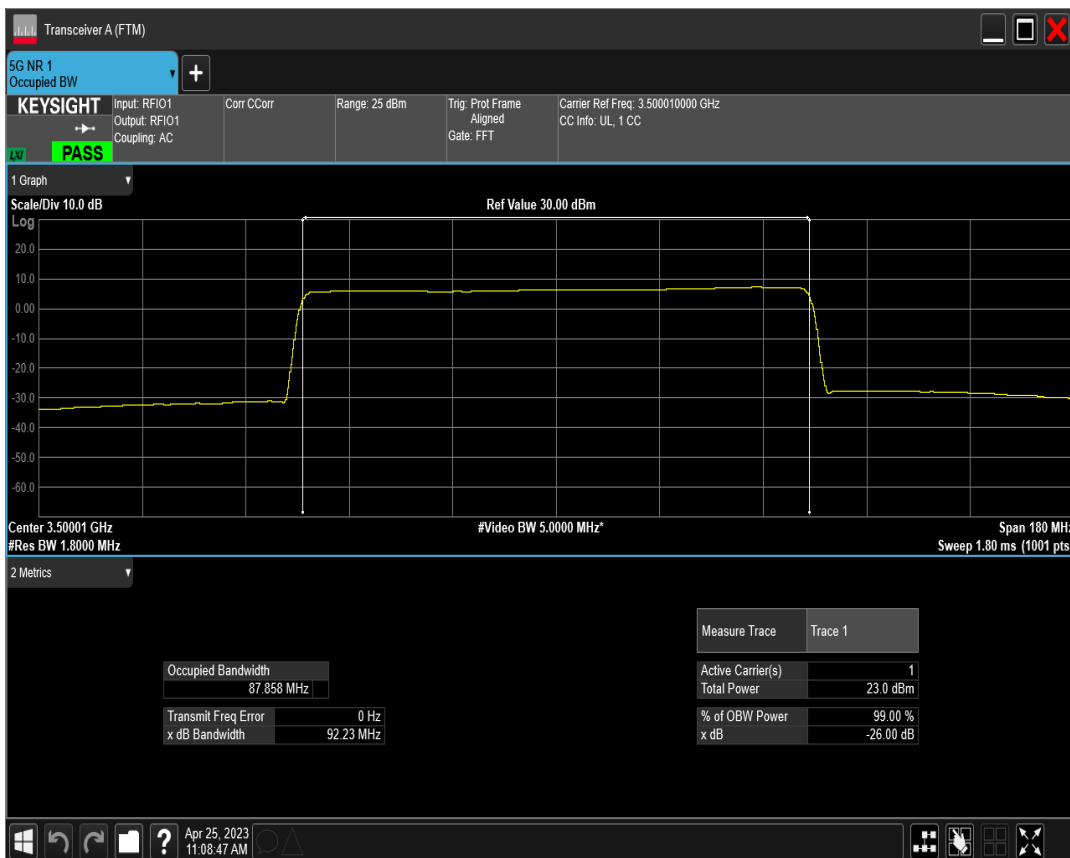 Transceiver A (FTM)
5G NR 1
Occupied BW
+
KEYSIGHT
LXI
PASS
Input: RFIO1
Output: RFIO1
Coupling: AC
Corr CCorr
Range: 25 dBm
Trig: Prot Frame
Aligned
Gate: FFT
Carrier Ref Freq: 3.500010000 GHz
CC Info: UL, 1 CC
1 Graph
Scale/Div 10.0 dB
Ref Value 30.00 dBm
Log
20.0
10.0
0.00
-10.0
-20.0
-30.0
-40.0
-50.0
-60.0
Center 3.50001 GHz
#Video BW 5.0000 MHz*
Span 180 MHz
#Res BW 1.8000 MHz
Sweep 1.80 ms (1001 pts
2 Metrics
Measure Trace Trace 1
Occupied Bandwidth
87.858 MHz
Active Carrier(s) 1
Total Power 23.0 dBm
Transmit Freq Error 0 Hz
x dB Bandwidth 92.23 MHz
% of OBW Power 99.00 %
x dB -26.00 dB
?
Apr 25, 2023
11:08:47 AM